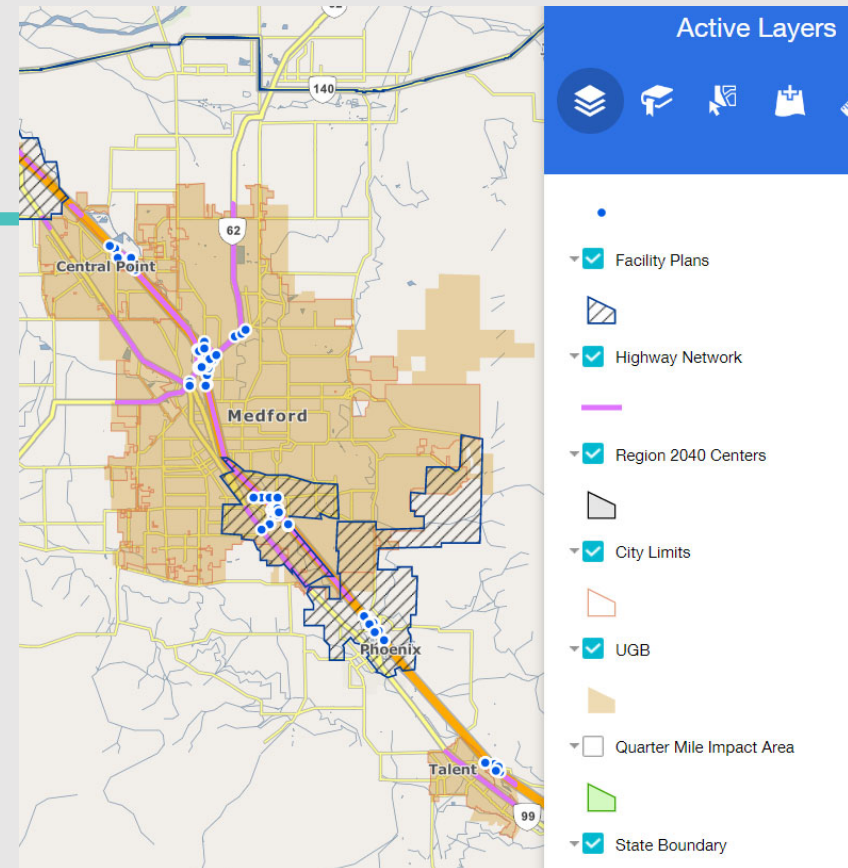 140
62
Central Point
Medford
Phoenix
Talent
99
Active Layers
Facility Plans
Highway Network
Region 2040 Centers
City Limits
UGB
Quarter Mile Impact Area
State Boundary